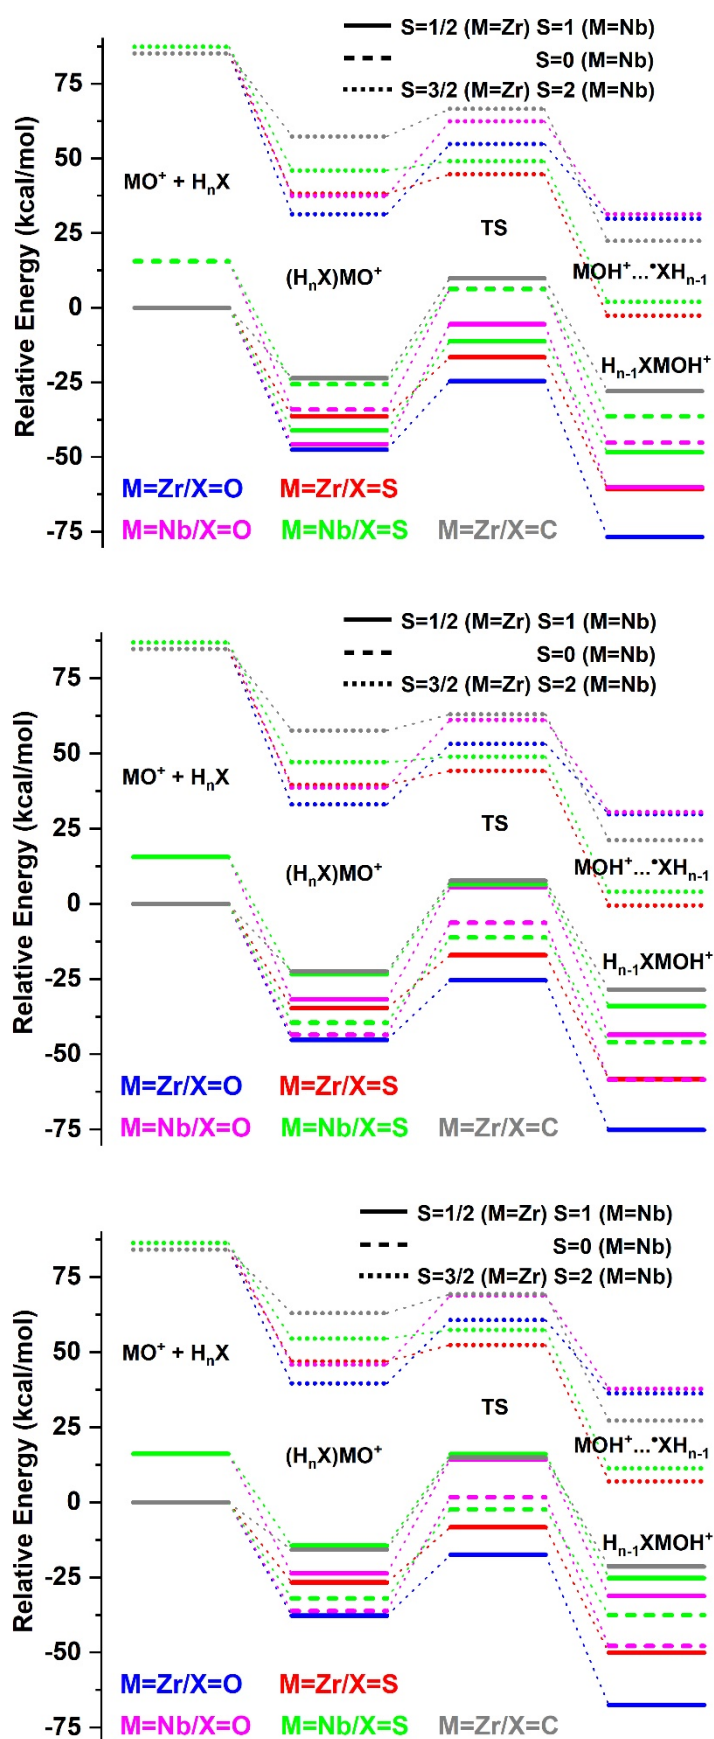 S=1/2 (M=Zr) S=1 (M=Nb)
S=0 (M=Nb)
S=3/2 (M=Zr) S=2 (M=Nb)
75
50
25
0
-25
-50
-75
Relative Energy (kcal/mol)
MO⁺ + HₙX
(HₙX)MO⁺
TS
MOH⁺...•XHₙ₋₁
Hₙ₋₁XMOH⁺
M=Zr/X=O M=Zr/X=S
M=Nb/X=O M=Nb/X=S M=Zr/X=C
S=1/2 (M=Zr) S=1 (M=Nb)
S=0 (M=Nb)
S=3/2 (M=Zr) S=2 (M=Nb)
75
50
25
0
-25
-50
-75
Relative Energy (kcal/mol)
MO⁺ + HₙX
(HₙX)MO⁺
TS
MOH⁺...•XHₙ₋₁
Hₙ₋₁XMOH⁺
M=Zr/X=O M=Zr/X=S
M=Nb/X=O M=Nb/X=S M=Zr/X=C
S=1/2 (M=Zr) S=1 (M=Nb)
S=0 (M=Nb)
S=3/2 (M=Zr) S=2 (M=Nb)
75
50
25
0
-25
-50
-75
Relative Energy (kcal/mol)
MO⁺ + HₙX
(HₙX)MO⁺
TS
MOH⁺...•XHₙ₋₁
Hₙ₋₁XMOH⁺
M=Zr/X=O M=Zr/X=S
M=Nb/X=O M=Nb/X=S M=Zr/X=C